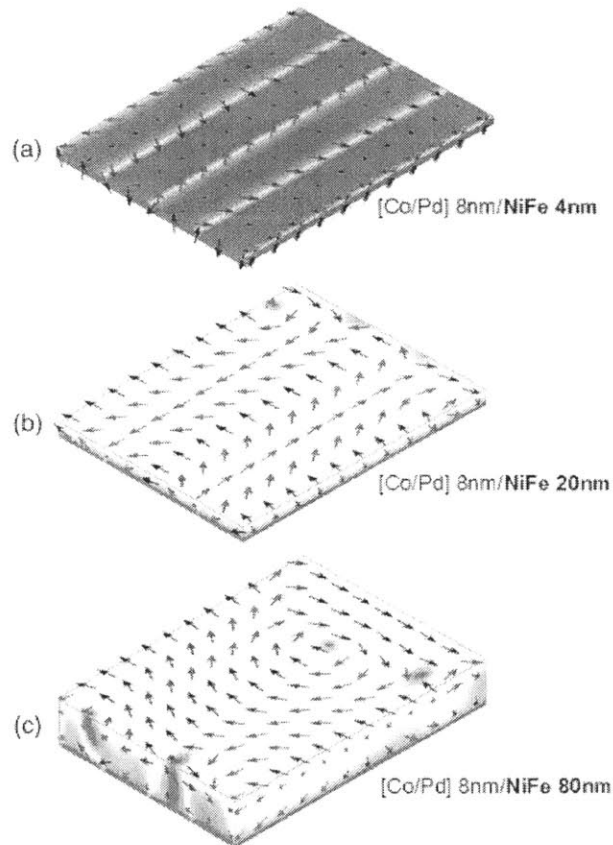 (a)
[Co/Pd] 8nm/NiFe 4nm
(b)
[Co/Pd] 8nm/NiFe 20nm
(c)
[Co/Pd] 8nm/NiFe 80nm